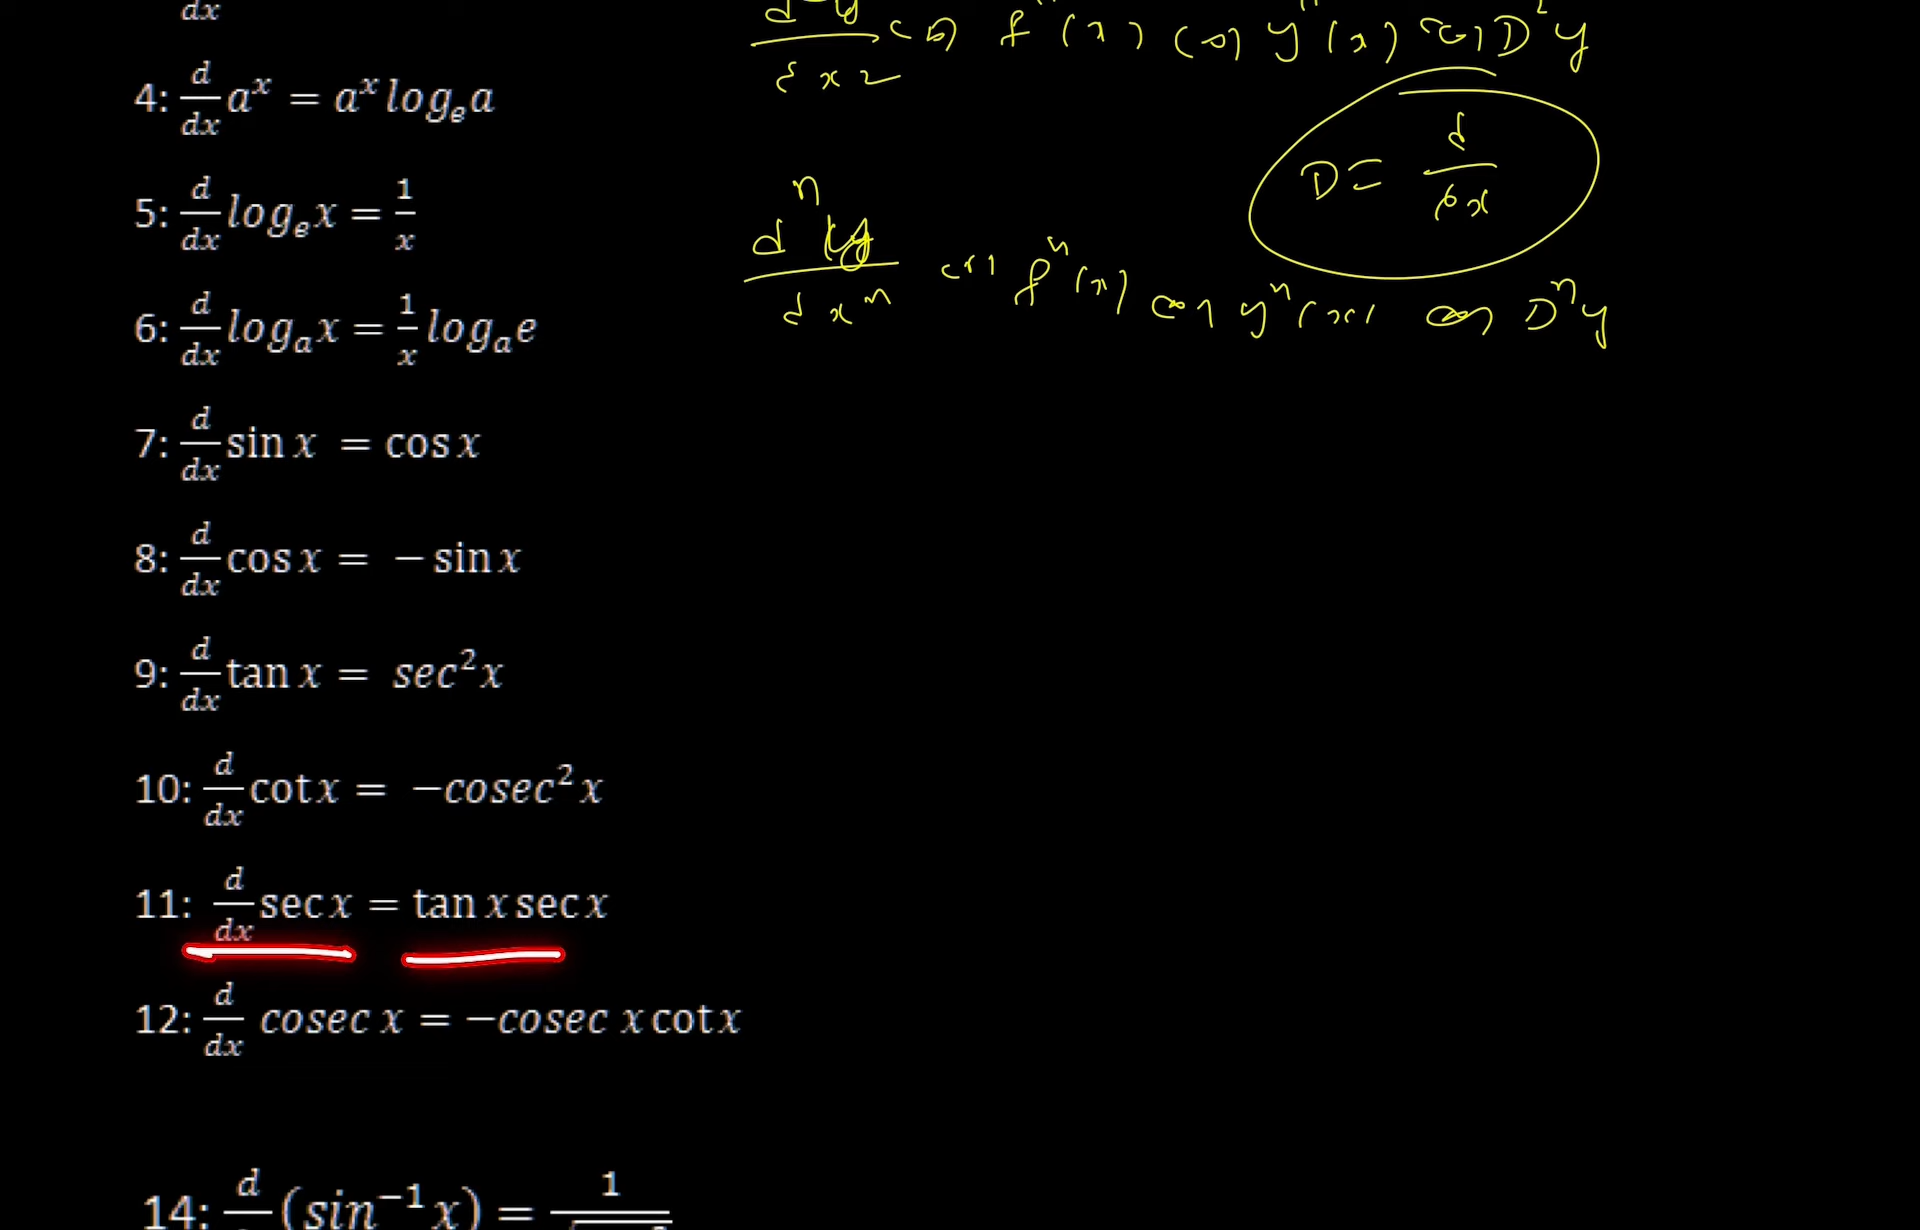 dx
4: d/dx a^x = a^x log_e a
5: d/dx log_e x = 1/x
6: d/dx log_a x = 1/x log_a e
7: d/dx sin x = cos x
8: d/dx cos x = − sin x
9: d/dx tan x = sec^2 x
10: d/dx cot x = −cosec^2 x
11: d/dx sec x = tan x sec x
12: d/dx cosec x = −cosec x cot x
14: d/ (sin^−1 x) = 1/
f''(x) y''(x) D^2 y
D = d/dx
d^n y/dx^n f^n(x) y^n(x) D^n y